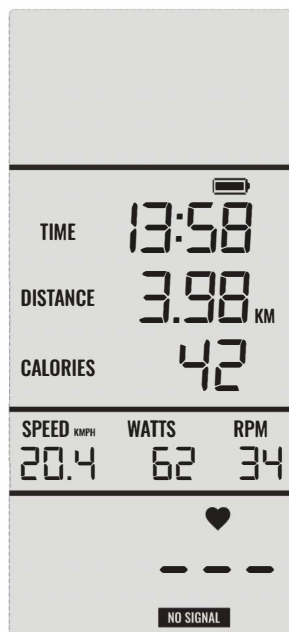 TIME 13:58
DISTANCE 3.98 KM
CALORIES 42
SPEED KMPH WATTS RPM
20.4 62 34
- - -
NO SIGNAL